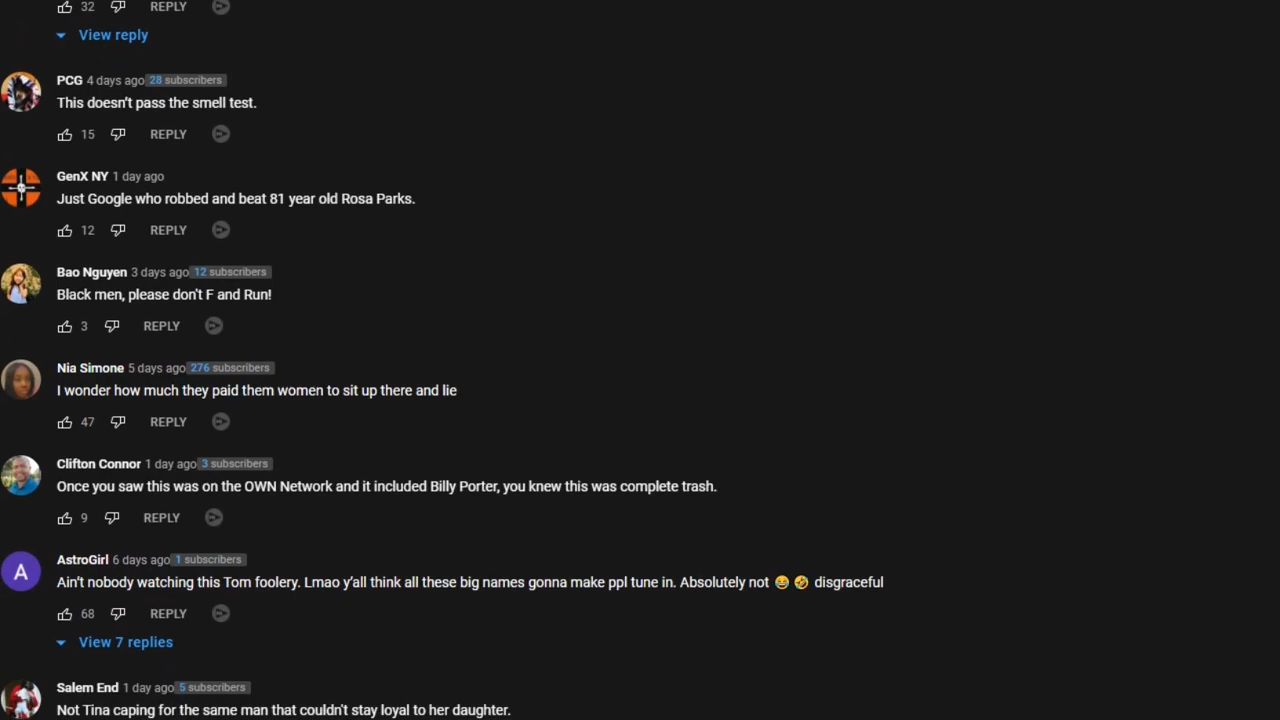 32 REPLY
View reply
PCG 4 days ago 28 subscribers
This doesn't pass the smell test.
15 REPLY
GenX NY 1 day ago
Just Google who robbed and beat 81 year old Rosa Parks.
12 REPLY
Bao Nguyen 3 days ago 12 subscribers
Black men, please don't F and Run!
3 REPLY
Nia Simone 5 days ago 276 subscribers
I wonder how much they paid them women to sit up there and lie
47 REPLY
Clifton Connor 1 day ago 3 subscribers
Once you saw this was on the OWN Network and it included Billy Porter, you knew this was complete trash.
9 REPLY
A
AstroGirl 6 days ago 1 subscribers
Ain't nobody watching this Tom foolery. Lmao y'all think all these big names gonna make ppl tune in. Absolutely not 😂 🤣 disgraceful
68 REPLY
View 7 replies
Salem End 1 day ago 5 subscribers
Not Tina caping for the same man that couldn't stay loyal to her daughter.